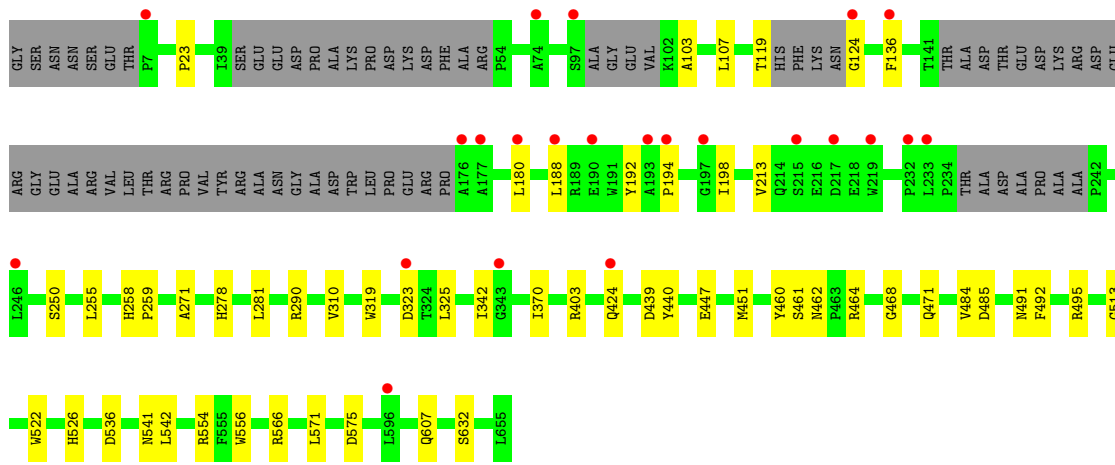 GLY SER ASN ASN SER GLU THR P7 P23 I39 SER GLU GLU ASP PRO ALA LYS PRO ASP LYS ASP PHE ALA ARG P54 A74 S97 ALA GLY GLU VAL K102 A103 L107 T119 HIS PHE LYS ASN G124 F136 T141 THR ALA ASP THR GLU ASP LYS ARG ASP GLU
ARG GLY GLU ALA ARG VAL LEU THR ARG PRO VAL TYR ARG ALA ASN GLY ALA ASP TRP LEU PRO GLU ARG PRO A176 A177 L180 L188 R189 E190 W191 Y192 A193 P194 G197 I198 V213 Q214 S215 E216 D217 E218 W219 P232 L233 P234 THR ALA ASP ALA PRO ALA ALA P242
L246 S250 L255 H258 P259 A271 H278 L281 R290 V310 W319 D323 T324 L325 I342 G343 I370 R403 Q424 D439 Y440 E447 M451 Y460 S461 N462 P463 R464 G468 Q471 V484 D485 N491 F492 R495
W522 H526 D536 N541 L542 R554 F555 W556 R566 L571 D575 L596 Q607 S632 L655